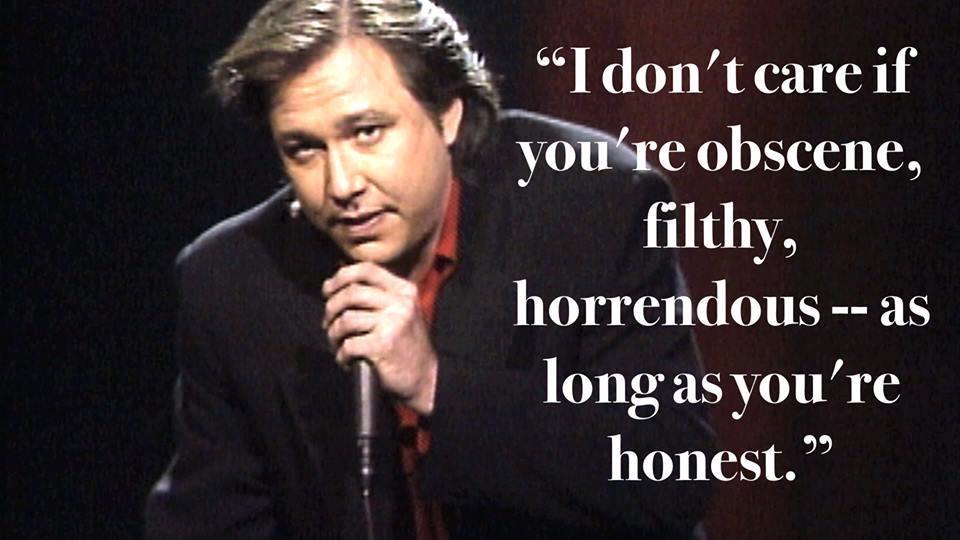 “I don't care if
you're obscene,
filthy,
horrendous -- as
long as you're
honest.”